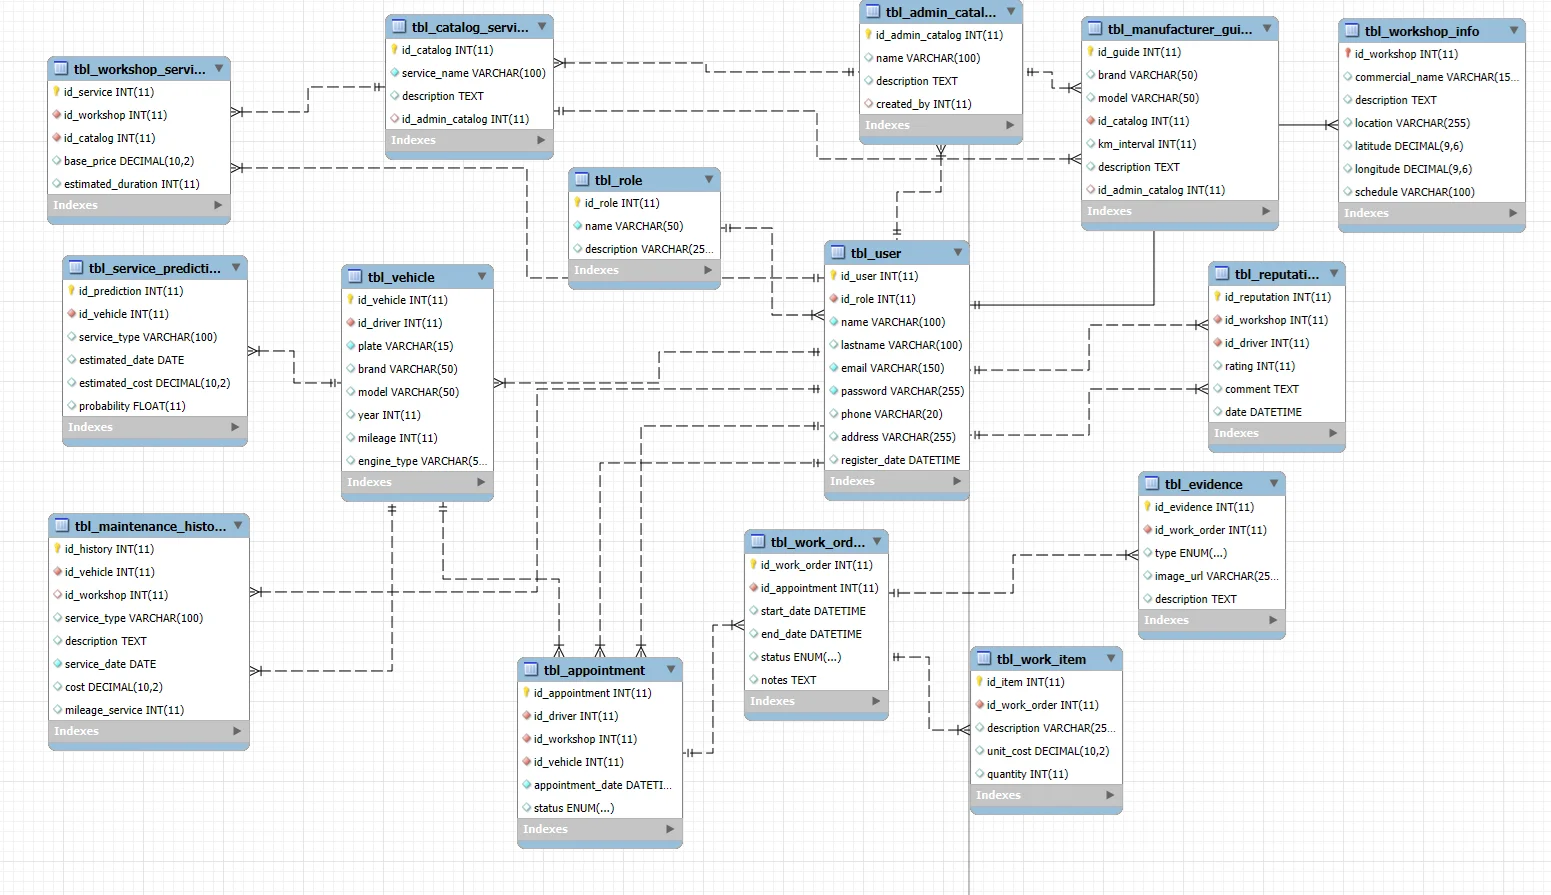 tbl_workshop_servi...
id_service INT(11)
id_workshop INT(11)
id_catalog INT(11)
base_price DECIMAL(10,2)
estimated_duration INT(11)
Indexes
tbl_catalog_servi...
id_catalog INT(11)
service_name VARCHAR(100)
description TEXT
id_admin_catalog INT(11)
Indexes
tbl_admin_catal...
id_admin_catalog INT(11)
name VARCHAR(100)
description TEXT
created_by INT(11)
Indexes
tbl_manufacturer_gui...
id_guide INT(11)
brand VARCHAR(50)
model VARCHAR(50)
id_catalog INT(11)
km_interval INT(11)
description TEXT
id_admin_catalog INT(11)
Indexes
tbl_workshop_info
id_workshop INT(11)
commercial_name VARCHAR(15...
description TEXT
location VARCHAR(255)
latitude DECIMAL(9,6)
longitude DECIMAL(9,6)
schedule VARCHAR(100)
Indexes
tbl_role
id_role INT(11)
name VARCHAR(50)
description VARCHAR(25...
Indexes
tbl_service_predicti...
id_prediction INT(11)
id_vehicle INT(11)
service_type VARCHAR(100)
estimated_date DATE
estimated_cost DECIMAL(10,2)
probability FLOAT(11)
Indexes
tbl_vehicle
id_vehicle INT(11)
id_driver INT(11)
plate VARCHAR(15)
brand VARCHAR(50)
model VARCHAR(50)
year INT(11)
mileage INT(11)
engine_type VARCHAR(5...
Indexes
tbl_user
id_user INT(11)
id_role INT(11)
name VARCHAR(100)
lastname VARCHAR(100)
email VARCHAR(150)
password VARCHAR(255)
phone VARCHAR(20)
address VARCHAR(255)
register_date DATETIME
Indexes
tbl_reputati...
id_reputation INT(11)
id_workshop INT(11)
id_driver INT(11)
rating INT(11)
comment TEXT
date DATETIME
Indexes
tbl_maintenance_histo...
id_history INT(11)
id_vehicle INT(11)
id_workshop INT(11)
service_type VARCHAR(100)
description TEXT
service_date DATE
cost DECIMAL(10,2)
mileage_service INT(11)
Indexes
tbl_appointment
id_appointment INT(11)
id_driver INT(11)
id_workshop INT(11)
id_vehicle INT(11)
appointment_date DATETI...
status ENUM(...)
Indexes
tbl_work_ord...
id_work_order INT(11)
id_appointment INT(11)
start_date DATETIME
end_date DATETIME
status ENUM(...)
notes TEXT
Indexes
tbl_evidence
id_evidence INT(11)
id_work_order INT(11)
type ENUM(...)
image_url VARCHAR(25...
description TEXT
Indexes
tbl_work_item
id_item INT(11)
id_work_order INT(11)
description VARCHAR(25...
unit_cost DECIMAL(10,2)
quantity INT(11)
Indexes